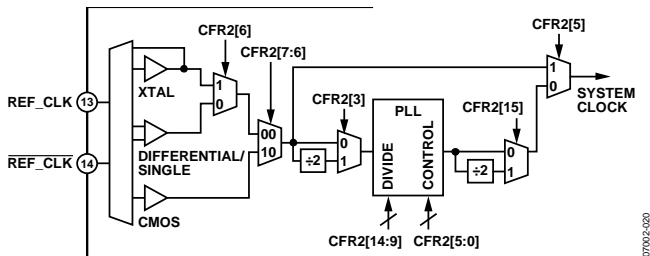 CFR2[6]
CFR2[7:6]
CFR2[5]
REF_CLK 13
XTAL
1
0
1
0
SYSTEM
CLOCK
CFR2[3]
PLL
CFR2[15]
REF_CLK 14
DIFFERENTIAL/
SINGLE
00
10
÷2
0
1
DIVIDE
CONTROL
÷2
0
1
CMOS
CFR2[14:9]
CFR2[5:0]
07002-020